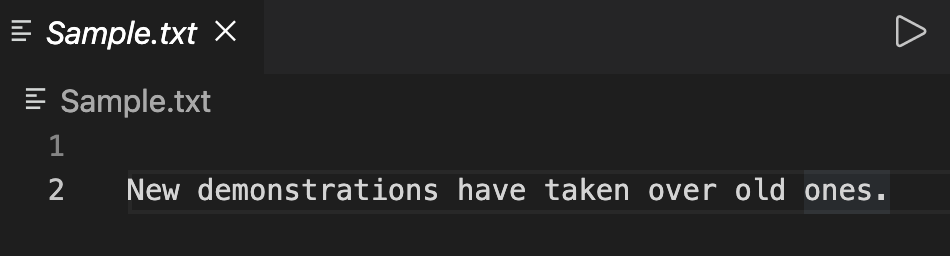 Sample.txt
Sample.txt
1
2 New demonstrations have taken over old ones.